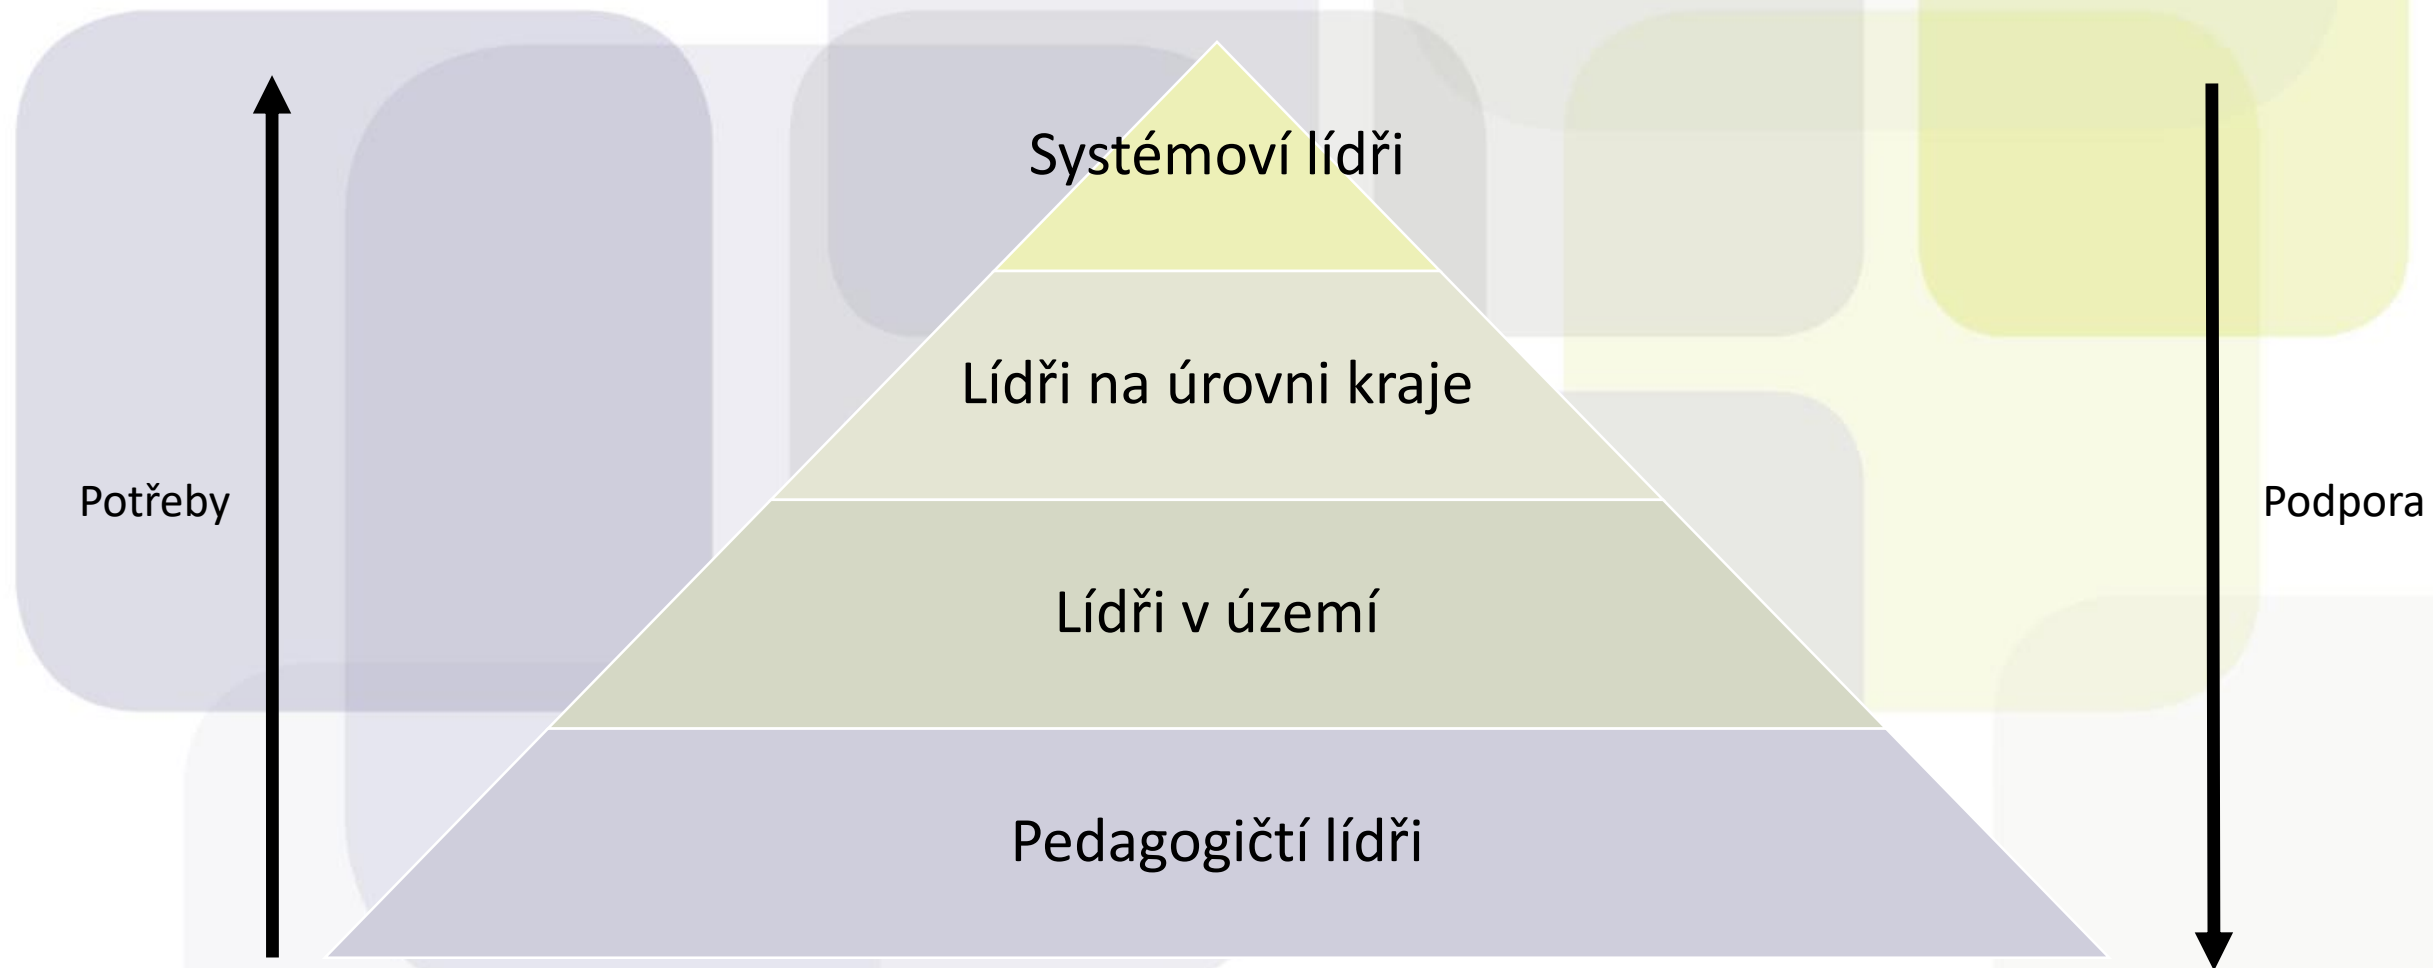 Systémoví lídři
Lídři na úrovni kraje
Potřeby
Podpora
Lídři v území
Pedagogičtí lídři